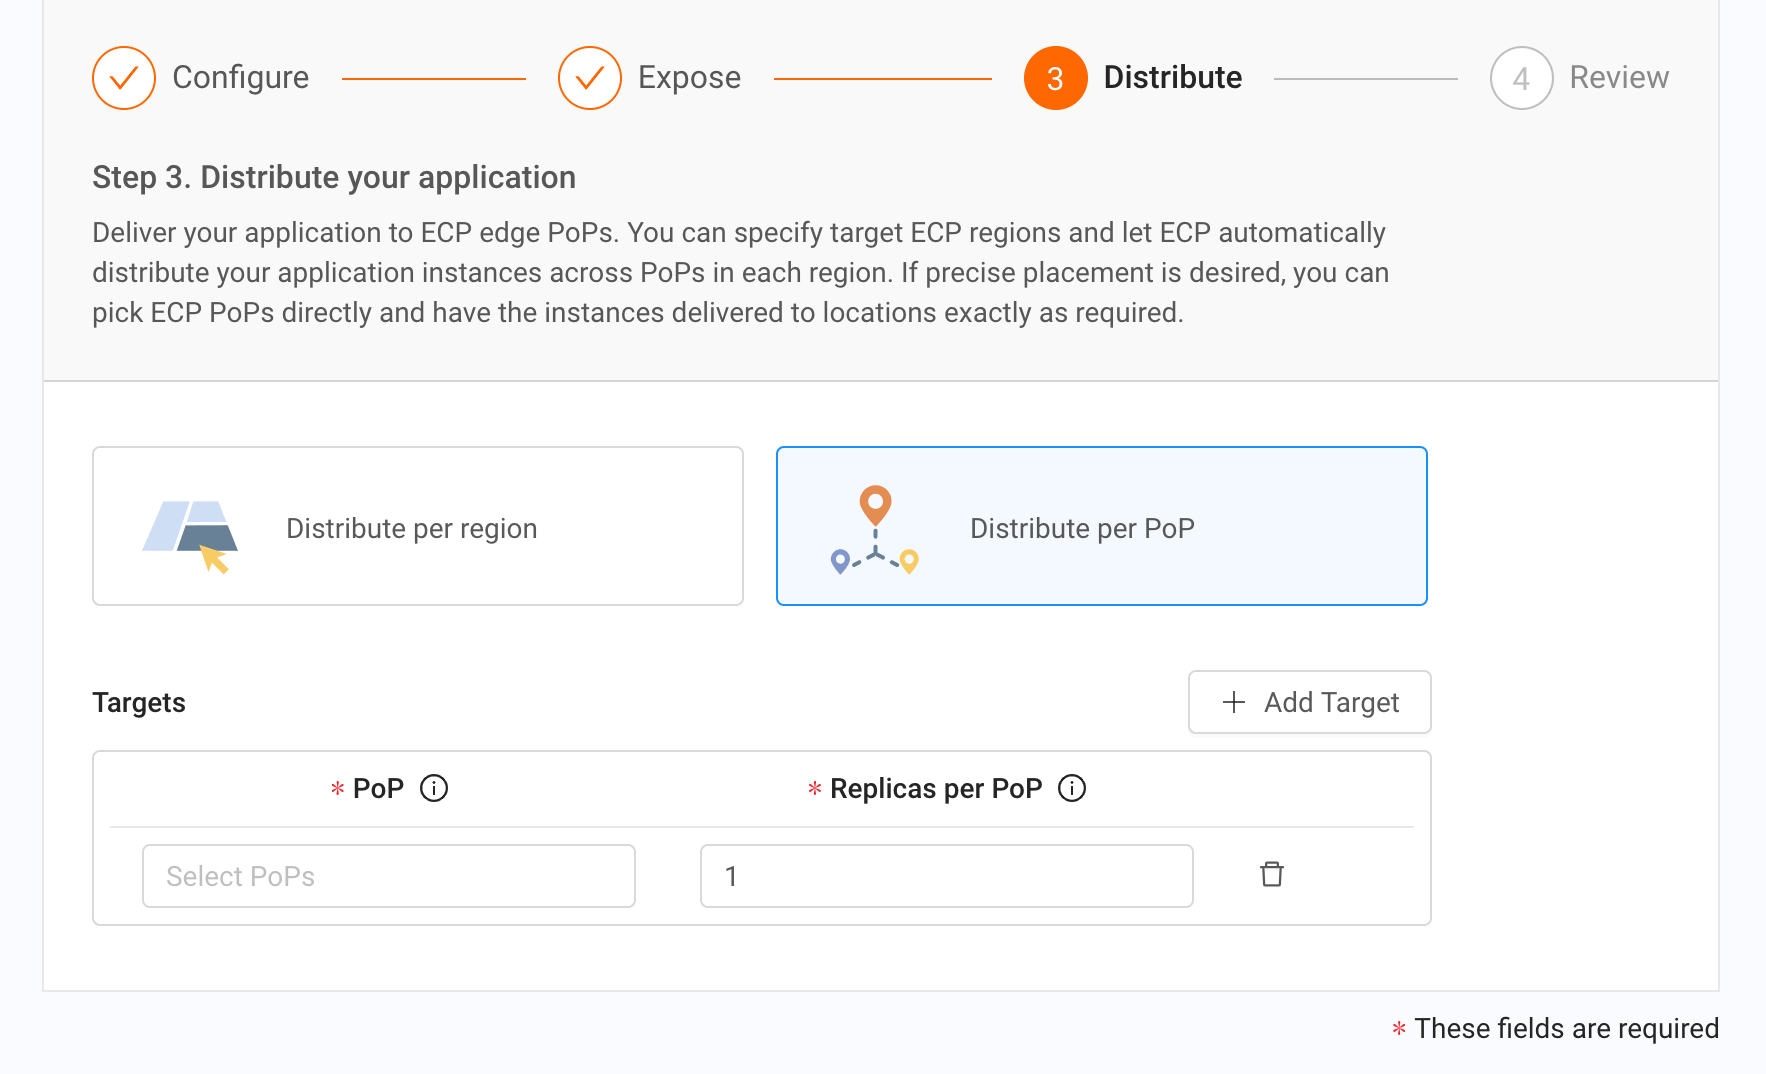 Configure
Expose
3 Distribute
4 Review
Step 3. Distribute your application
Deliver your application to ECP edge PoPs. You can specify target ECP regions and let ECP automatically
distribute your application instances across PoPs in each region. If precise placement is desired, you can
pick ECP PoPs directly and have the instances delivered to locations exactly as required.
Distribute per region
Distribute per PoP
Targets
+ Add Target
* PoP
* Replicas per PoP
Select PoPs
1
* These fields are required